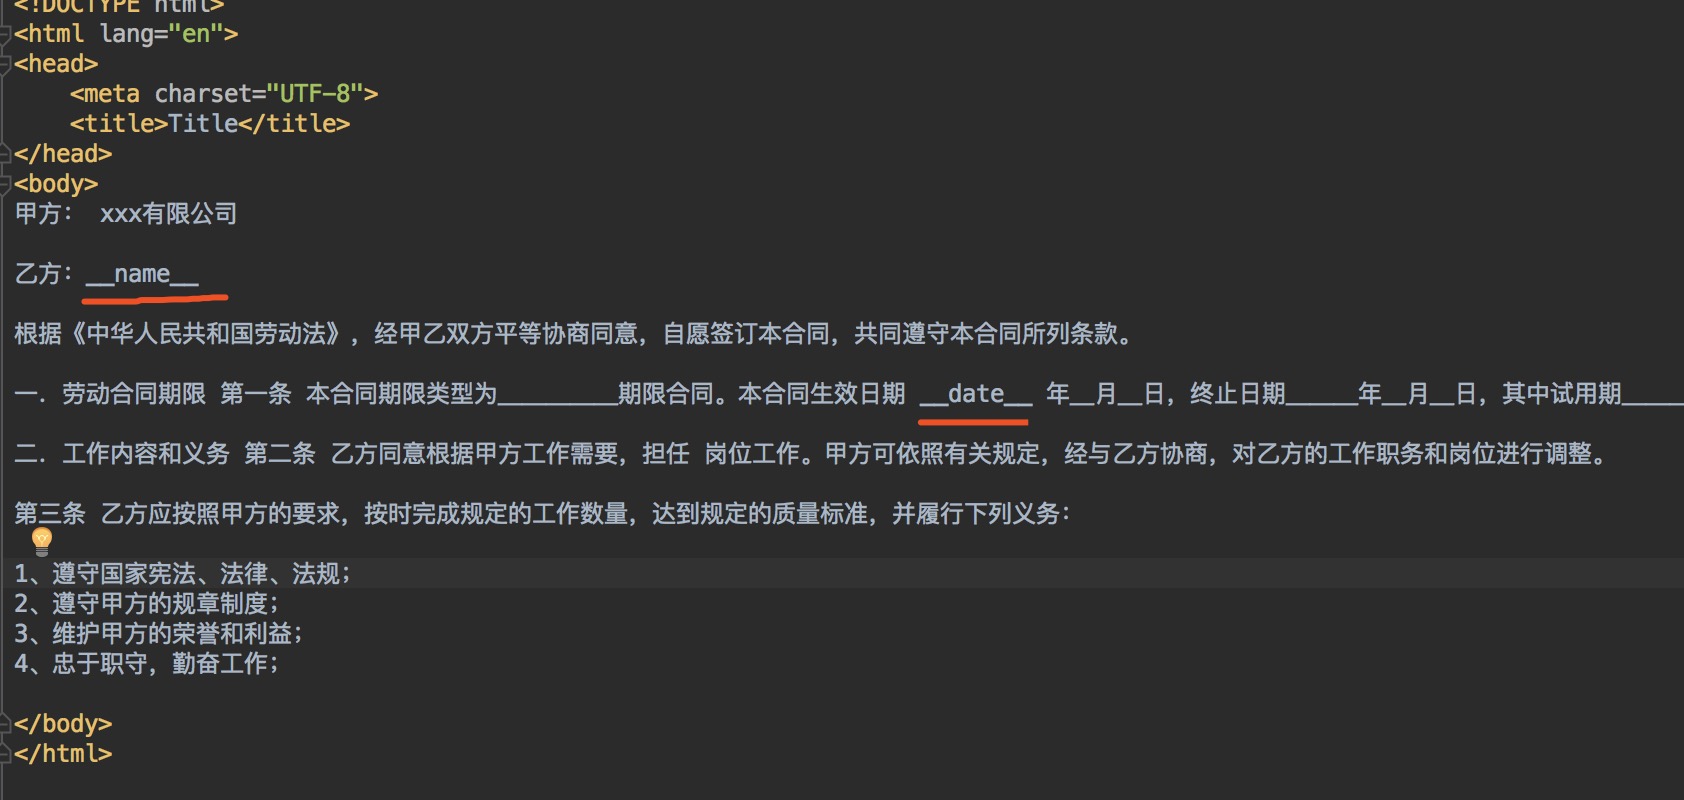 <!DOCTYPE html>
<html lang="en">
<head>
<meta charset="UTF-8">
<title>Title</title>
</head>
<body>
甲方： xxx有限公司
乙方：__name__
根据《中华人民共和国劳动法》，经甲乙双方平等协商同意，自愿签订本合同，共同遵守本合同所列条款。
一．劳动合同期限 第一条 本合同期限类型为__________期限合同。本合同生效日期 __date__ 年__月__日，终止日期______年__月__日，其中试用期_____
二．工作内容和义务 第二条 乙方同意根据甲方工作需要，担任 岗位工作。甲方可依照有关规定，经与乙方协商，对乙方的工作职务和岗位进行调整。
第三条 乙方应按照甲方的要求，按时完成规定的工作数量，达到规定的质量标准，并履行下列义务：
1、遵守国家宪法、法律、法规；
2、遵守甲方的规章制度；
3、维护甲方的荣誉和利益；
4、忠于职守，勤奋工作；
</body>
</html>